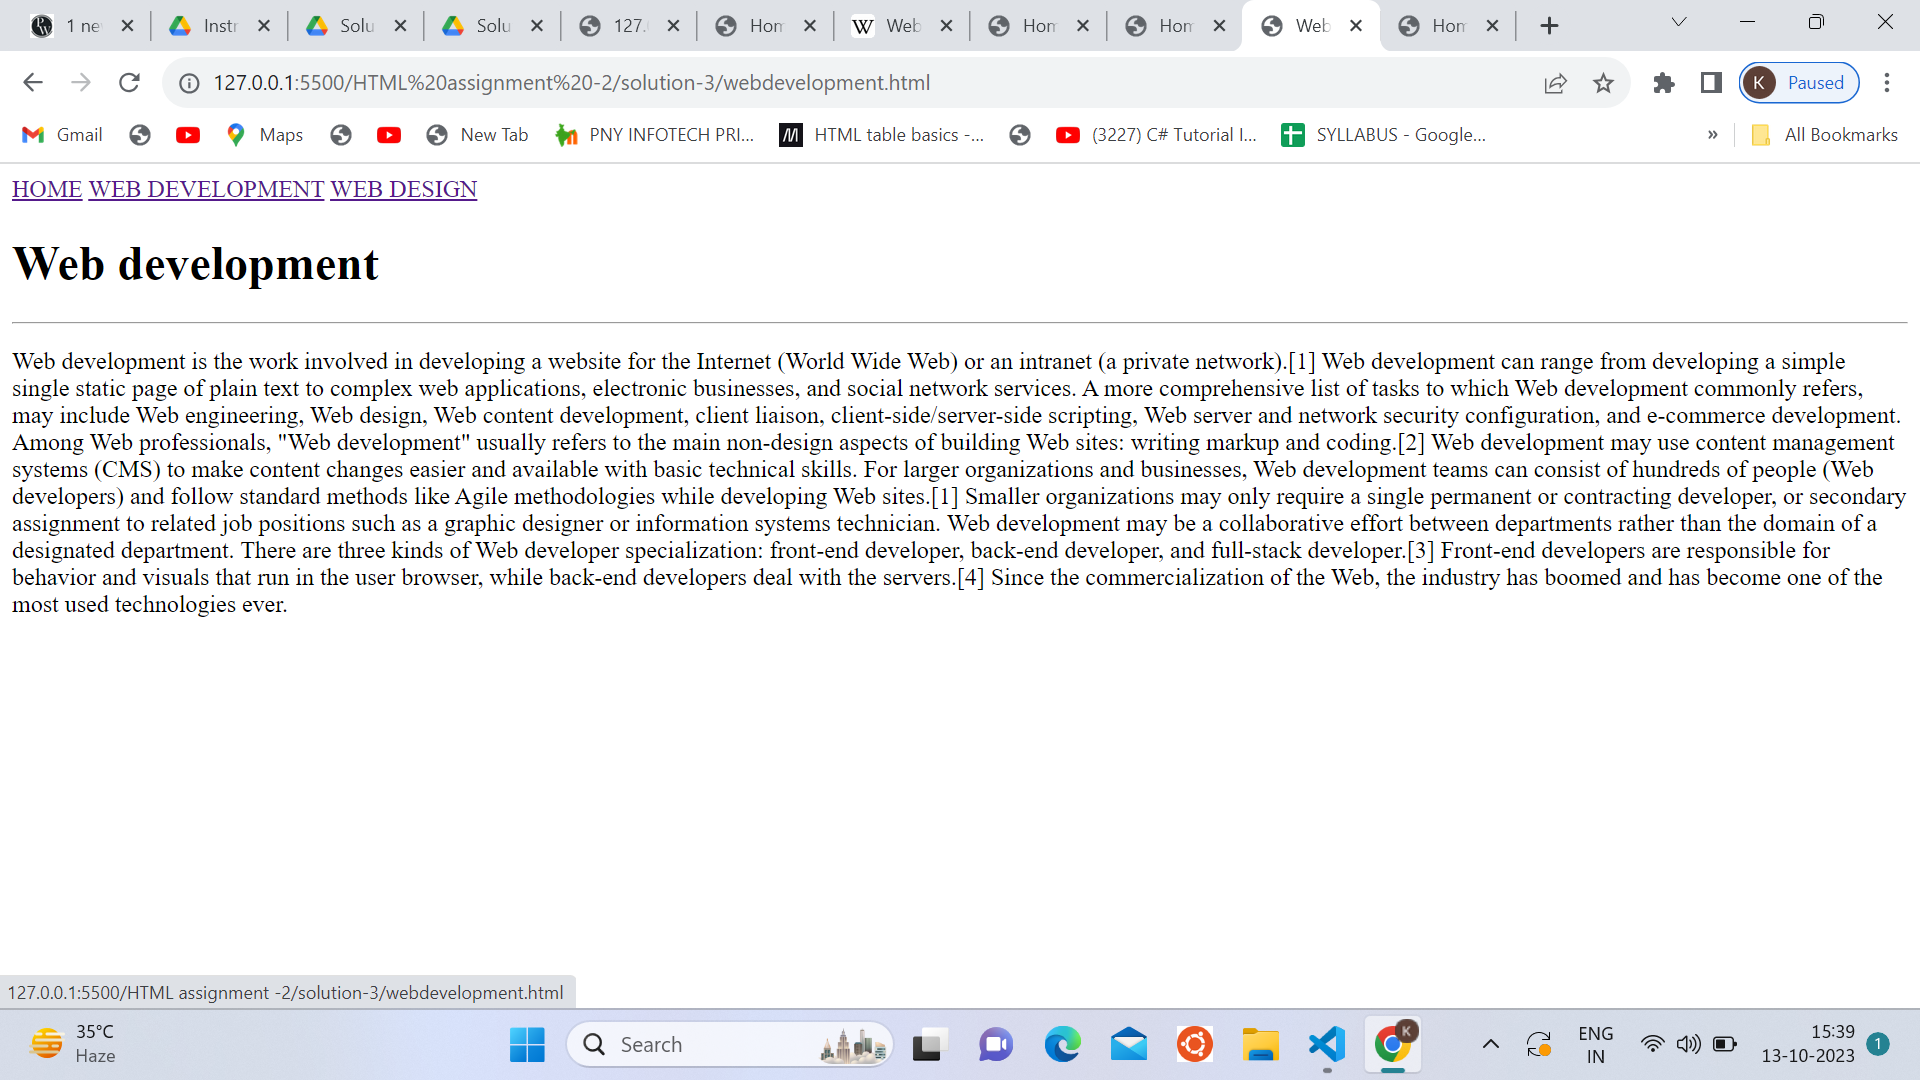 1 ne
Instr
Solu
Solu
127.
Hom
Web
Hom
Hom
Web
Hom
127.0.0.1:5500/HTML%20assignment%20-2/solution-3/webdevelopment.html
K Paused
Gmail
Maps
New Tab
PNY INFOTECH PRI...
HTML table basics -...
(3227) C# Tutorial I...
SYLLABUS - Google...
»
All Bookmarks
HOME WEB DEVELOPMENT WEB DESIGN
Web development
Web development is the work involved in developing a website for the Internet (World Wide Web) or an intranet (a private network).[1] Web development can range from developing a simple
single static page of plain text to complex web applications, electronic businesses, and social network services. A more comprehensive list of tasks to which Web development commonly refers,
may include Web engineering, Web design, Web content development, client liaison, client-side/server-side scripting, Web server and network security configuration, and e-commerce development.
Among Web professionals, "Web development" usually refers to the main non-design aspects of building Web sites: writing markup and coding.[2] Web development may use content management
systems (CMS) to make content changes easier and available with basic technical skills. For larger organizations and businesses, Web development teams can consist of hundreds of people (Web
developers) and follow standard methods like Agile methodologies while developing Web sites.[1] Smaller organizations may only require a single permanent or contracting developer, or secondary
assignment to related job positions such as a graphic designer or information systems technician. Web development may be a collaborative effort between departments rather than the domain of a
designated department. There are three kinds of Web developer specialization: front-end developer, back-end developer, and full-stack developer.[3] Front-end developers are responsible for
behavior and visuals that run in the user browser, while back-end developers deal with the servers.[4] Since the commercialization of the Web, the industry has boomed and has become one of the
most used technologies ever.
127.0.0.1:5500/HTML assignment -2/solution-3/webdevelopment.html
35°C
Haze
Search
K
ENG
IN
15:39
13-10-2023
1